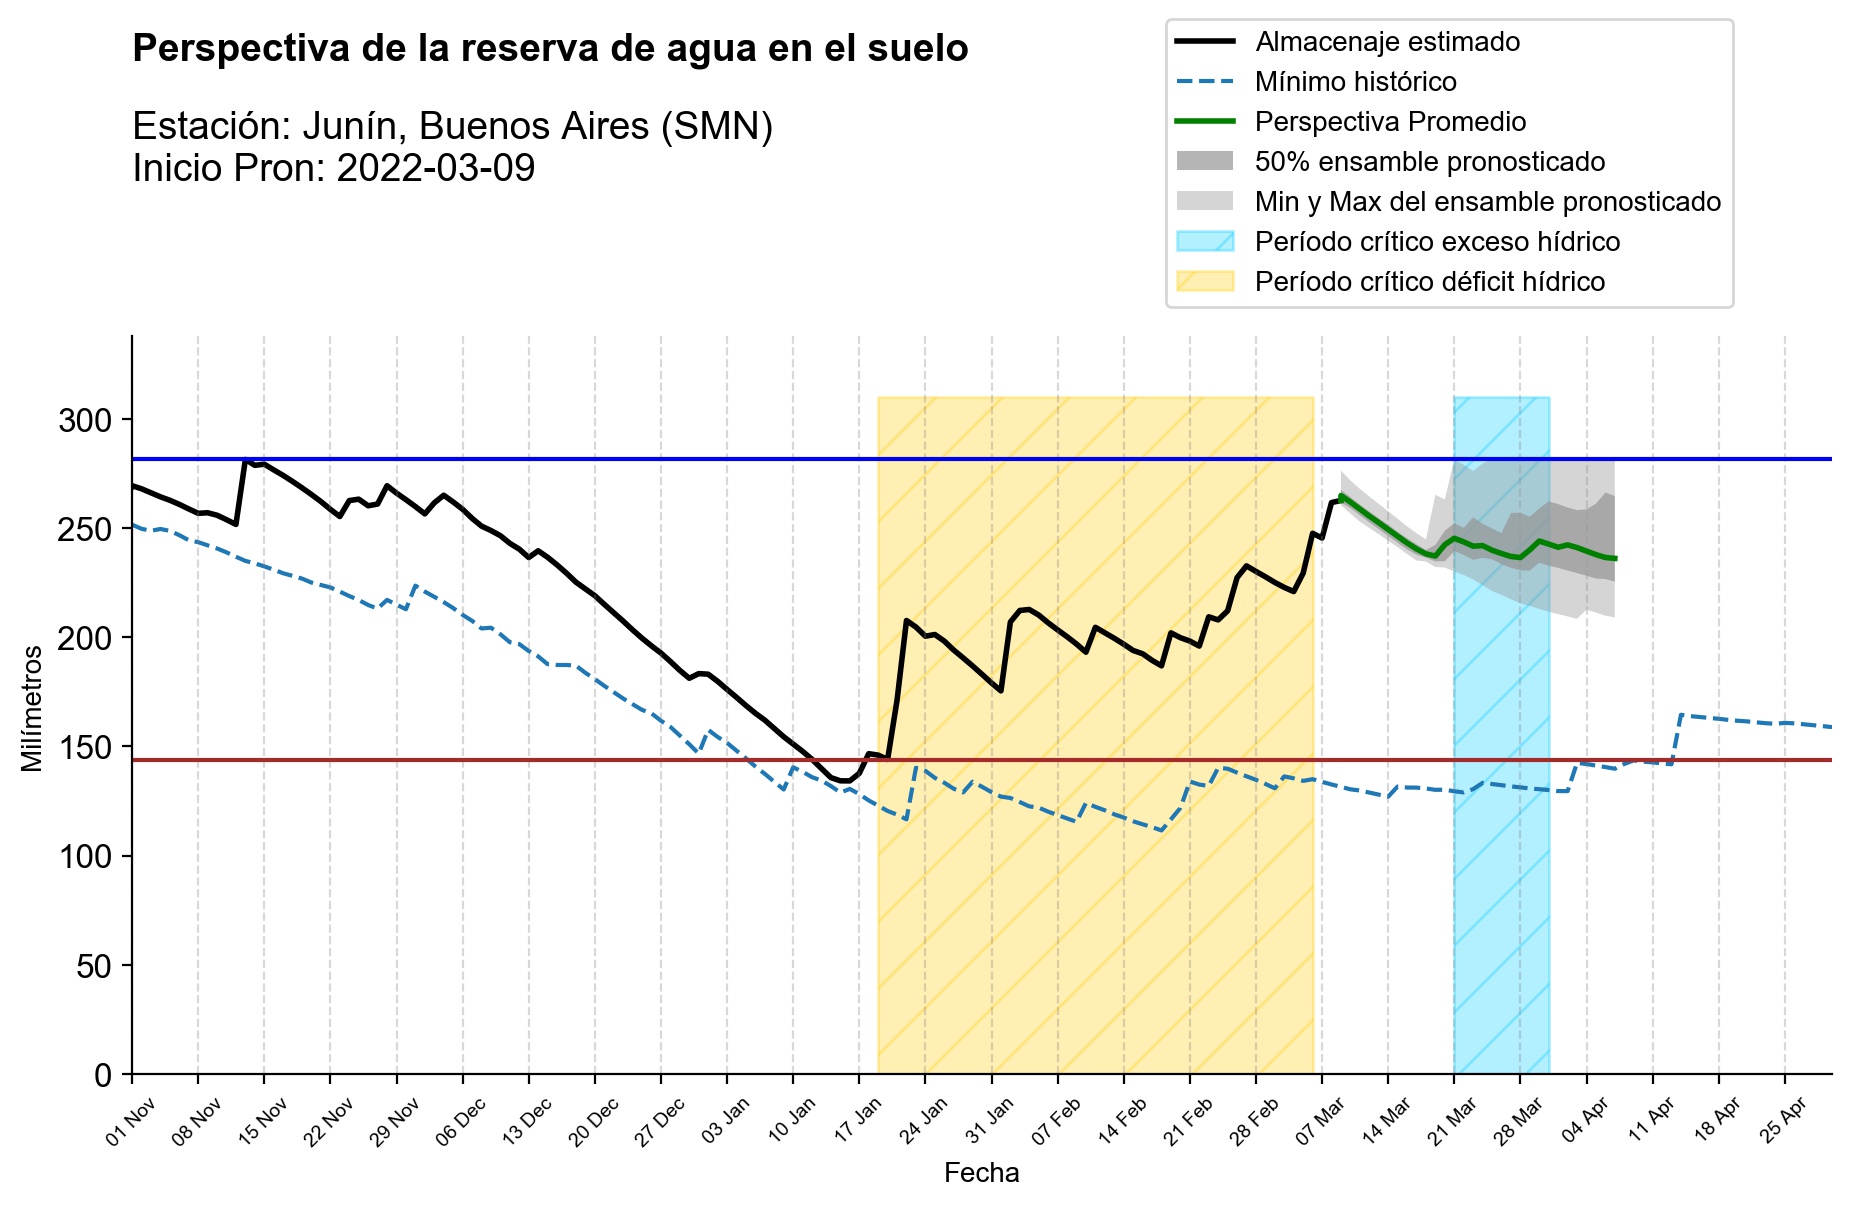 Perspectiva de la reserva de agua en el suelo
Estación: Junín, Buenos Aires (SMN)
Inicio Pron: 2022-03-09
Almacenaje estimado
Mínimo histórico
Perspectiva Promedio
50% ensamble pronosticado
Min y Max del ensamble pronosticado
Período crítico exceso hídrico
Período crítico déficit hídrico
Milímetros
300
250
200
150
100
50
0
01 Nov
08 Nov
15 Nov
22 Nov
29 Nov
06 Dec
13 Dec
20 Dec
27 Dec
03 Jan
10 Jan
17 Jan
24 Jan
31 Jan
07 Feb
14 Feb
21 Feb
28 Feb
07 Mar
14 Mar
21 Mar
28 Mar
04 Apr
11 Apr
18 Apr
25 Apr
Fecha